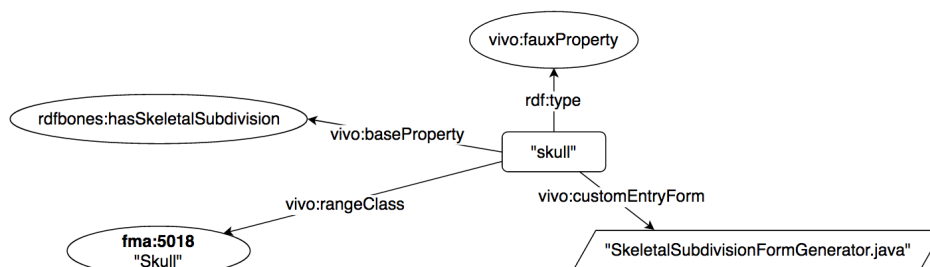 vivo:fauxProperty
rdf:type
rdfbones:hasSkeletalSubdivision
vivo:baseProperty
"skull"
vivo:rangeClass
vivo:customEntryForm
fma:5018
"Skull"
"SkeletalSubdivisionFormGenerator.java"